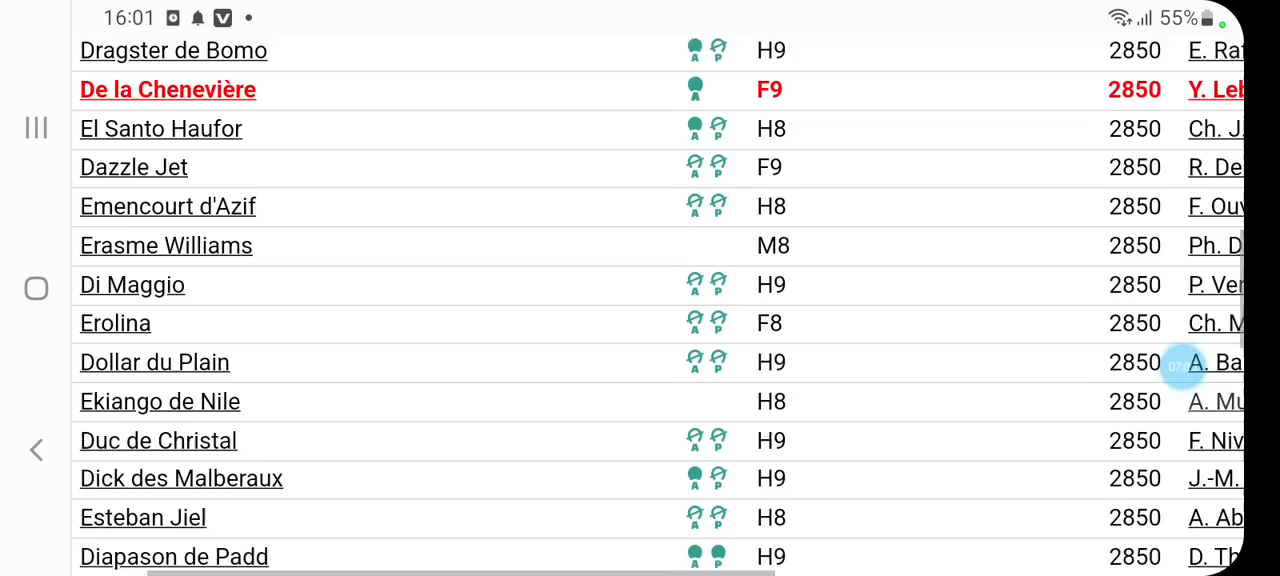 16:01 V 55%
Dragster de Bomo A P H9 2850 E. Raf
De la Chenevière A F9 2850 Y. Leb
El Santo Haufor A P H8 2850 Ch. J.
Dazzle Jet A P F9 2850 R. De
Emencourt d'Azif A P H8 2850 F. Ouv
Erasme Williams M8 2850 Ph. D
Di Maggio A P H9 2850 P. Ver
Erolina A P F8 2850 Ch. M
Dollar du Plain A P H9 2850 A. Ba
Ekiango de Nile H8 2850 A. Mu
Duc de Christal A P H9 2850 F. Niv
Dick des Malberaux A P H9 2850 J.-M.
Esteban Jiel A P H8 2850 A. Ab
Diapason de Padd A P H9 2850 D. Th